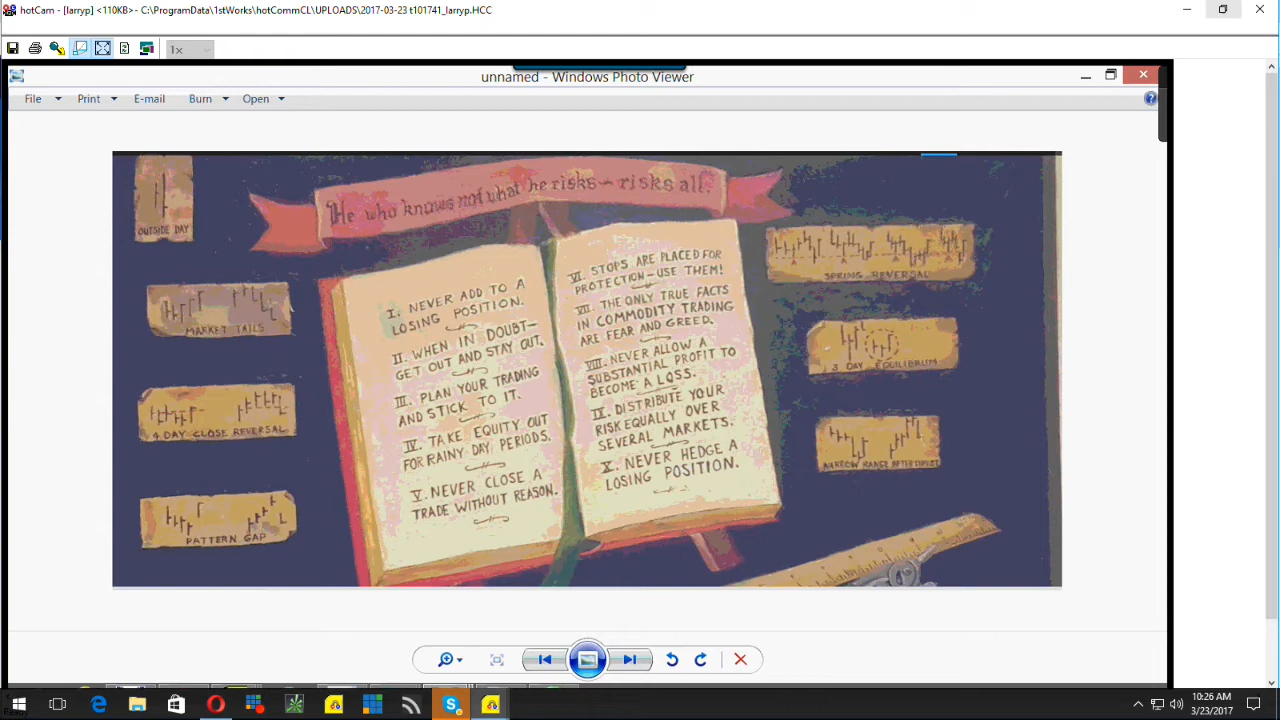 hotCam - [larryp] <110KB> - C:\ProgramData\1stWorks\hotCommCL\UPLOADS\2017-03-23 t101741_larryp.HCC
1x
unnamed - Windows Photo Viewer
File
Print
E-mail
Burn
Open
He who knows not what he risks - risks all.
OUTSIDE DAY
MARKET TAILS
4 DAY CLOSE REVERSAL
PATTERN GAP
I. NEVER ADD TO A
LOSING POSITION.
II. WHEN IN DOUBT-
GET OUT AND STAY OUT.
III. PLAN YOUR TRADING
AND STICK TO IT.
IV. TAKE EQUITY OUT
FOR RAINY DAY PERIODS.
V. NEVER CLOSE A
TRADE WITHOUT REASON.
VI. STOPS ARE PLACED FOR
PROTECTION-USE THEM!
VII. THE ONLY TRUE FACTS
IN COMMODITY TRADING
ARE FEAR AND GREED.
VIII. NEVER ALLOW A
SUBSTANTIAL PROFIT TO
BECOME A LOSS.
IX. DISTRIBUTE YOUR
RISK EQUALLY OVER
SEVERAL MARKETS.
X. NEVER HEDGE A
LOSING POSITION.
SPRING REVERSAL
3 DAY EQUILIBRIUM
NARROW RANGE AFTER
10:26 AM
3/23/2017